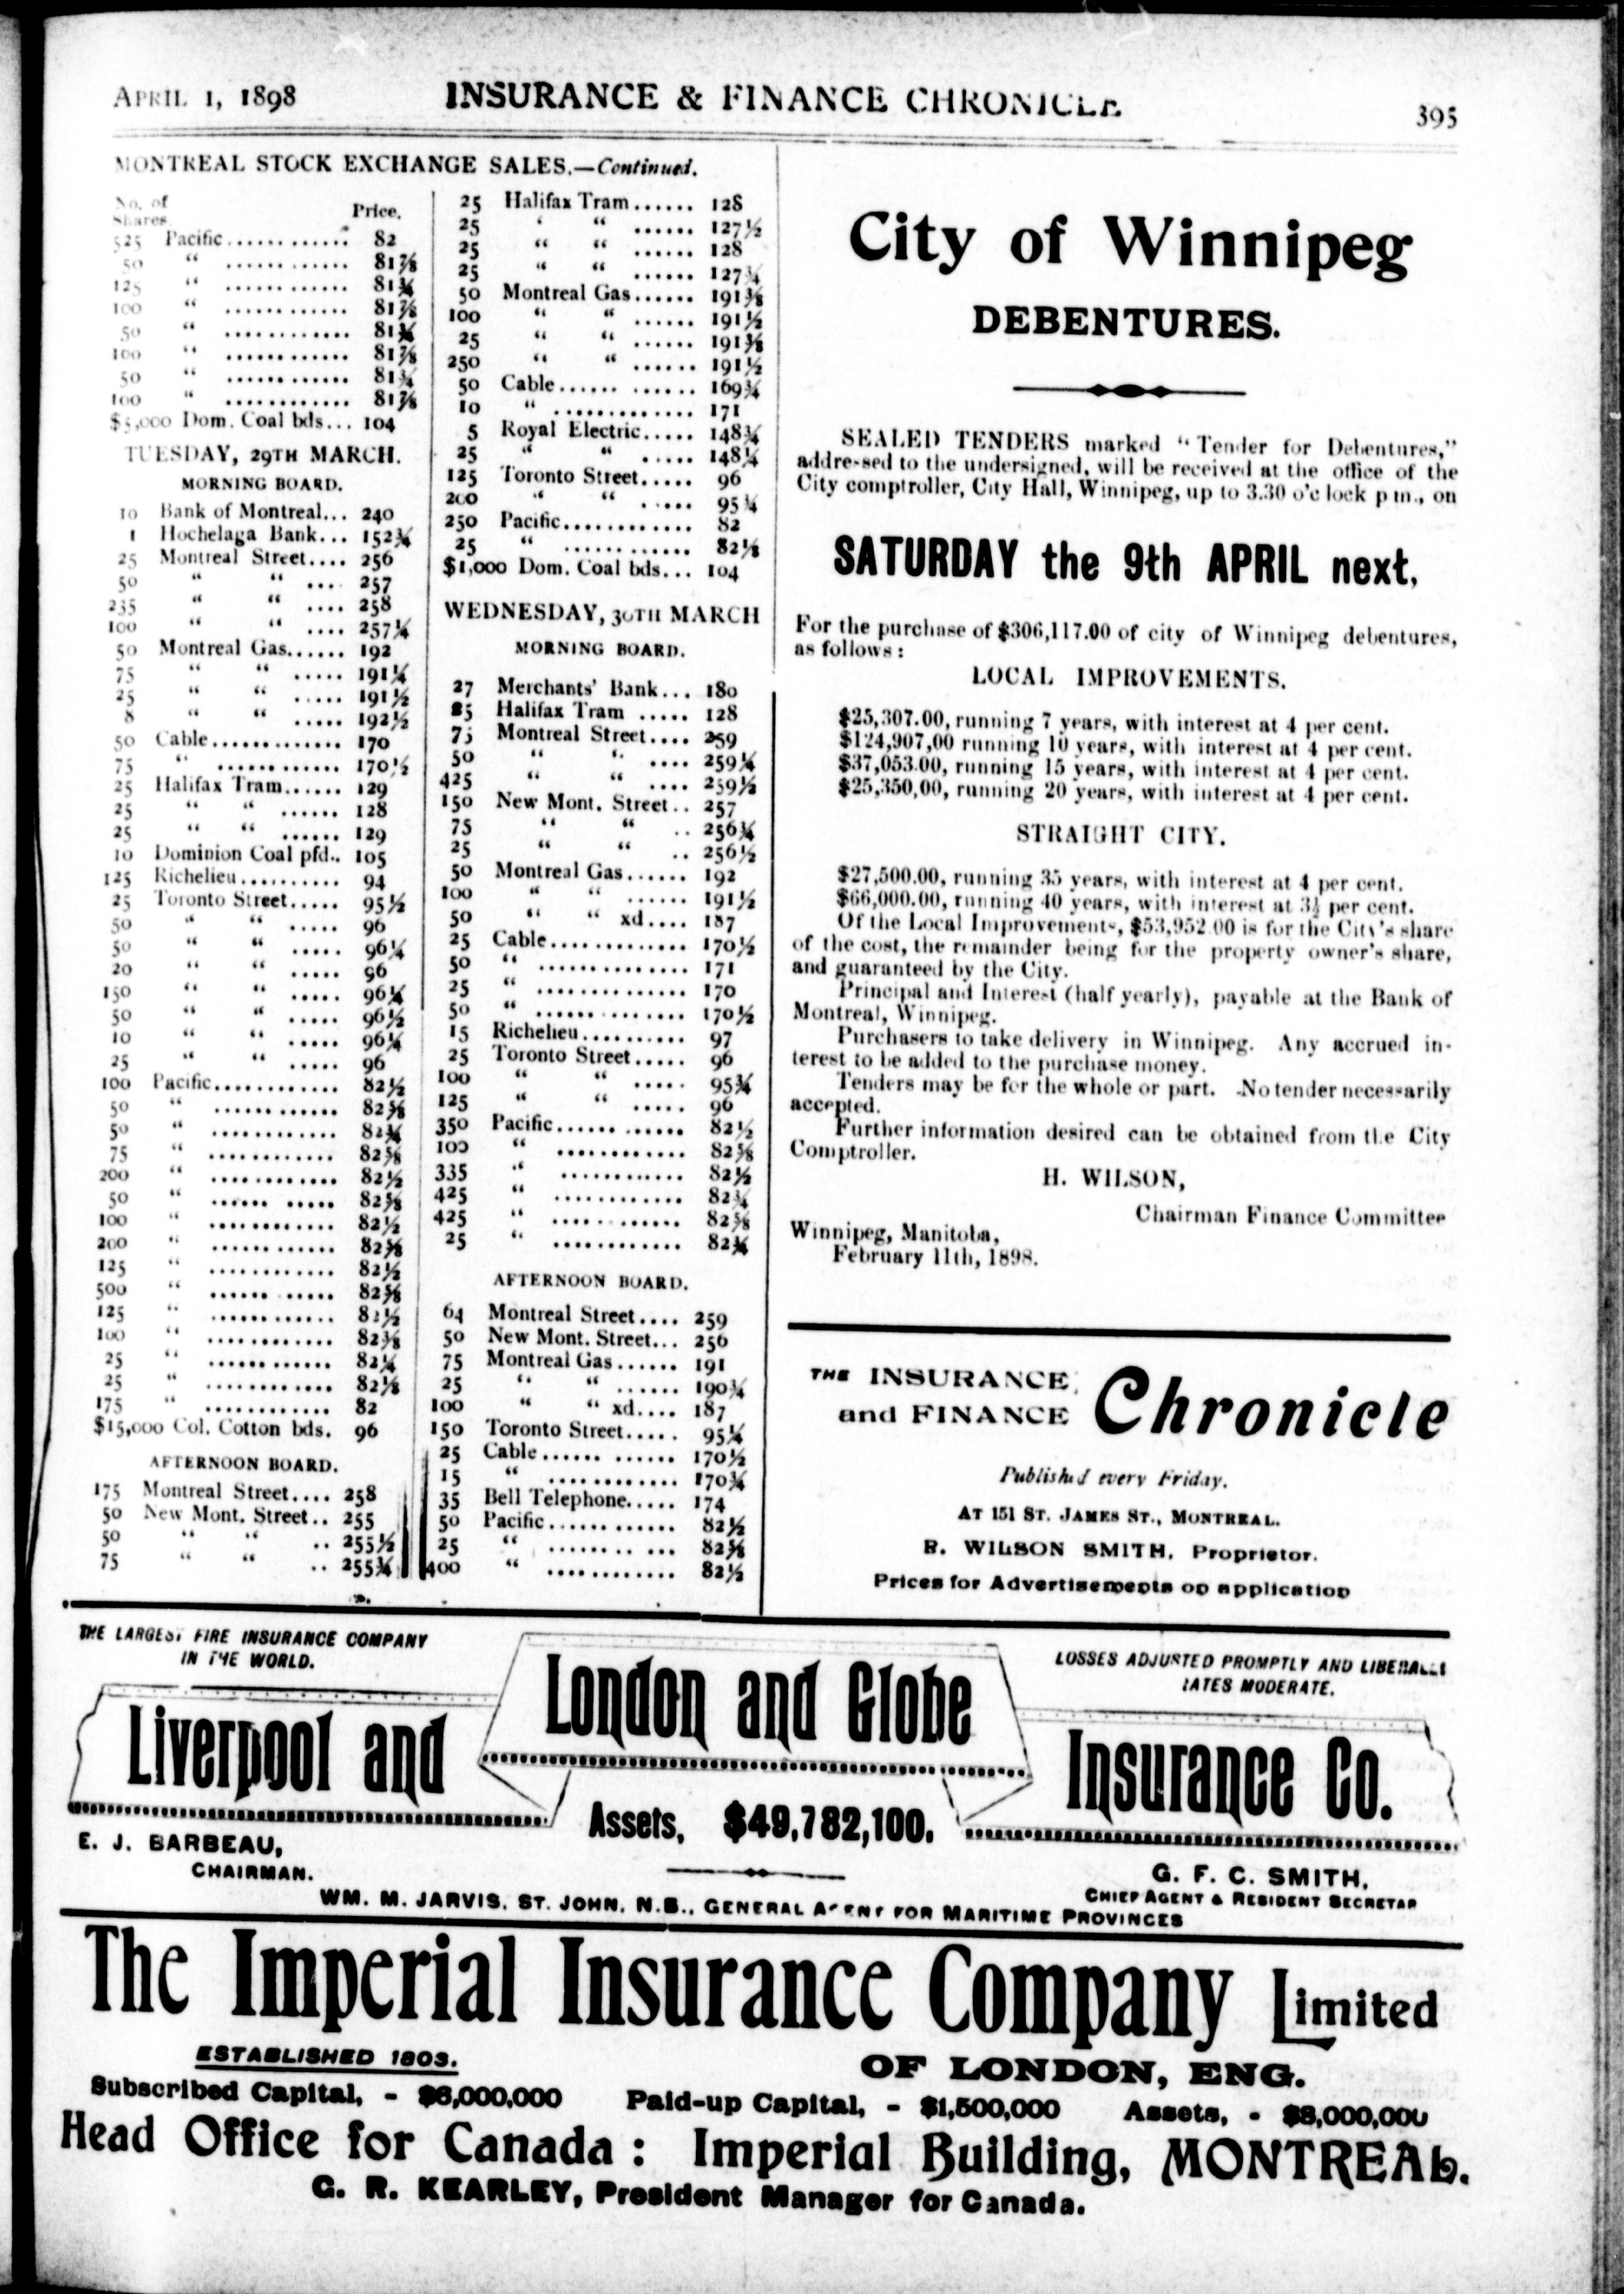 APRIL 1, 1898 INSURANCE & FINANCE CHRONICLE. 395
MONTREAL STOCK EXCHANGE SALES.—Continued.
No. of Shares. Price.
525 Pacific............ 82
50 “ ............ 81⅞
125 “ ............ 81¾
100 “ ............ 81⅞
50 “ ............ 81¾
100 “ ............ 81⅞
50 “ ............ 81¾
100 “ ............ 81⅞
$5,000 Dom. Coal bds... 104
TUESDAY, 29TH MARCH.
MORNING BOARD.
10 Bank of Montreal... 240
1 Hochelaga Bank... 152¾
25 Montreal Street.... 256
50 “ “ .... 257
235 “ “ .... 258
100 “ “ .... 257¼
50 Montreal Gas...... 192
75 “ “ ..... 191¼
25 “ “ ..... 191½
8 “ “ ..... 192½
50 Cable............. 170
75 “ ............ 170½
25 Halifax Tram...... 129
25 “ “ ...... 128
25 “ “ ...... 129
10 Dominion Coal pfd.. 105
125 Richelieu.......... 94
25 Toronto Street..... 95½
50 “ “ ..... 96
50 “ “ ..... 96¼
20 “ “ ..... 96
150 “ “ ..... 96¼
50 “ “ ..... 96½
10 “ “ ..... 96¼
25 “ “ ..... 96
100 Pacific............ 82½
50 “ ............ 82⅝
50 “ ............ 82¾
75 “ ............ 82⅝
200 “ ............ 82½
50 “ ............ 82⅝
100 “ ............ 82½
200 “ ............ 82⅜
125 “ ............ 82½
500 “ ............ 82⅝
125 “ ............ 82½
100 “ ............ 82⅜
25 “ ............ 82¼
25 “ ............ 82⅛
175 “ ............ 82
$15,000 Col. Cotton bds. 96
AFTERNOON BOARD.
175 Montreal Street.... 258
50 New Mont. Street.. 255
50 “ “ .. 255½
75 “ “ .. 255¾
25 Halifax Tram...... 128
25 “ “ ...... 127½
25 “ “ ...... 128
25 “ “ ...... 127¾
50 Montreal Gas...... 191⅜
100 “ “ ...... 191½
25 “ “ ...... 191⅜
250 “ “ ...... 191½
50 Cable...... ...... 169¾
10 “ ............. 171
5 Royal Electric..... 148¾
25 “ “ ..... 148¼
125 Toronto Street..... 96
200 “ “ ..... 95¾
250 Pacific............ 82
25 “ ............ 82⅛
$1,000 Dom. Coal bds... 104
WEDNESDAY, 30TH MARCH
MORNING BOARD.
27 Merchants’ Bank... 180
25 Halifax Tram ..... 128
75 Montreal Street.... 259
50 “ “ .... 259¼
425 “ “ .... 259½
150 New Mont. Street.. 257
75 “ “ .. 256¾
25 “ “ .. 256½
50 Montreal Gas...... 192
100 “ “ ...... 191½
50 “ “ xd.... 187
25 Cable............. 170½
50 “ .............. 171
25 “ .............. 170
50 “ .............. 170½
15 Richelieu.......... 97
25 Toronto Street..... 96
100 “ “ ..... 95¾
125 “ “ ..... 96
350 Pacific............ 82½
100 “ ............ 82⅝
335 “ ............ 82½
425 “ ............ 82¾
425 “ ............ 82⅝
25 “ ............ 82¾
AFTERNOON BOARD.
64 Montreal Street.... 259
50 New Mont. Street... 256
75 Montreal Gas...... 191
25 “ “ ...... 190¾
100 “ “ xd.... 187
150 Toronto Street..... 95¾
25 Cable...... ...... 170½
15 “ ............ 170¾
35 Bell Telephone..... 174
50 Pacific............ 82½
25 “ ............ 82⅝
400 “ ............ 82½
City of Winnipeg
DEBENTURES.
SEALED TENDERS marked “Tender for Debentures,”
addressed to the undersigned, will be received at the office of the
City comptroller, City Hall, Winnipeg, up to 3.30 o’clock p m., on
SATURDAY the 9th APRIL next,
For the purchase of $306,117.00 of city of Winnipeg debentures,
as follows:
LOCAL IMPROVEMENTS.
$25,307.00, running 7 years, with interest at 4 per cent.
$124,907,00 running 10 years, with interest at 4 per cent.
$37,053.00, running 15 years, with interest at 4 per cent.
$25,350,00, running 20 years, with interest at 4 per cent.
STRAIGHT CITY.
$27,500.00, running 35 years, with interest at 4 per cent.
$66,000.00, running 40 years, with interest at 3½ per cent.
Of the Local Improvements, $53,952.00 is for the City’s share
of the cost, the remainder being for the property owner’s share,
and guaranteed by the City.
Principal and Interest (half yearly), payable at the Bank of
Montreal, Winnipeg.
Purchasers to take delivery in Winnipeg. Any accrued in-
terest to be added to the purchase money.
Tenders may be for the whole or part. No tender necessarily
accepted.
Further information desired can be obtained from the City
Comptroller.
H. WILSON,
Chairman Finance Committee
Winnipeg, Manitoba,
February 11th, 1898.
THE INSURANCE and FINANCE Chronicle
Published every Friday.
AT 151 ST. JAMES ST., MONTREAL.
R. WILSON SMITH, Proprietor.
Prices for Advertisements on application
THE LARGEST FIRE INSURANCE COMPANY
IN THE WORLD.
LOSSES ADJUSTED PROMPTLY AND LIBERALLY
RATES MODERATE.
Liverpool and London and Globe Insurance Co.
Assets, $49,782,100.
E. J. BARBEAU,
CHAIRMAN.
G. F. C. SMITH,
CHIEF AGENT & RESIDENT SECRETAR
WM. M. JARVIS, ST. JOHN, N.B., GENERAL AGENT FOR MARITIME PROVINCES
The Imperial Insurance Company Limited
ESTABLISHED 1803.
OF LONDON, ENG.
Subscribed Capital, - $6,000,000 Paid-up Capital, - $1,500,000 Assets, - $8,000,000
Head Office for Canada: Imperial Building, MONTREAL.
G. R. KEARLEY, President Manager for Canada.